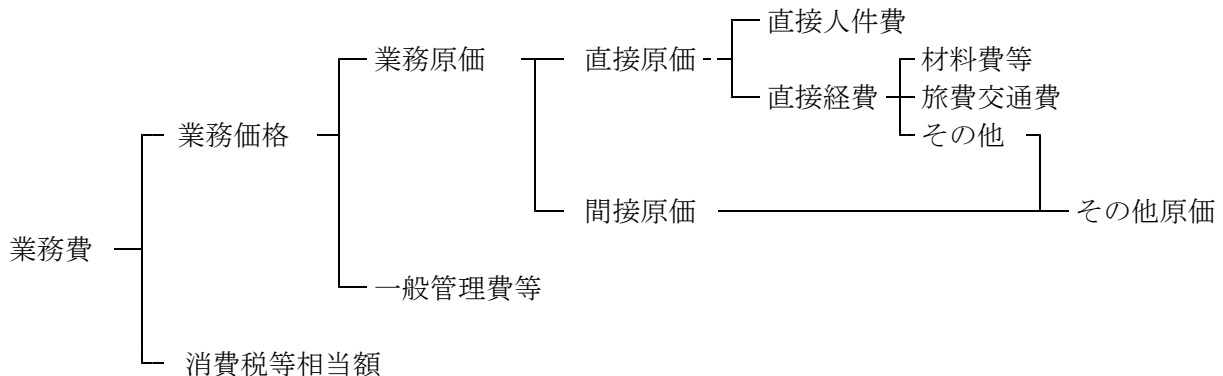 直接人件費
業務原価 直接原価 材料費等
直接経費 旅費交通費
業務価格 その他
間接原価 その他原価
業務費
一般管理費等
消費税等相当額